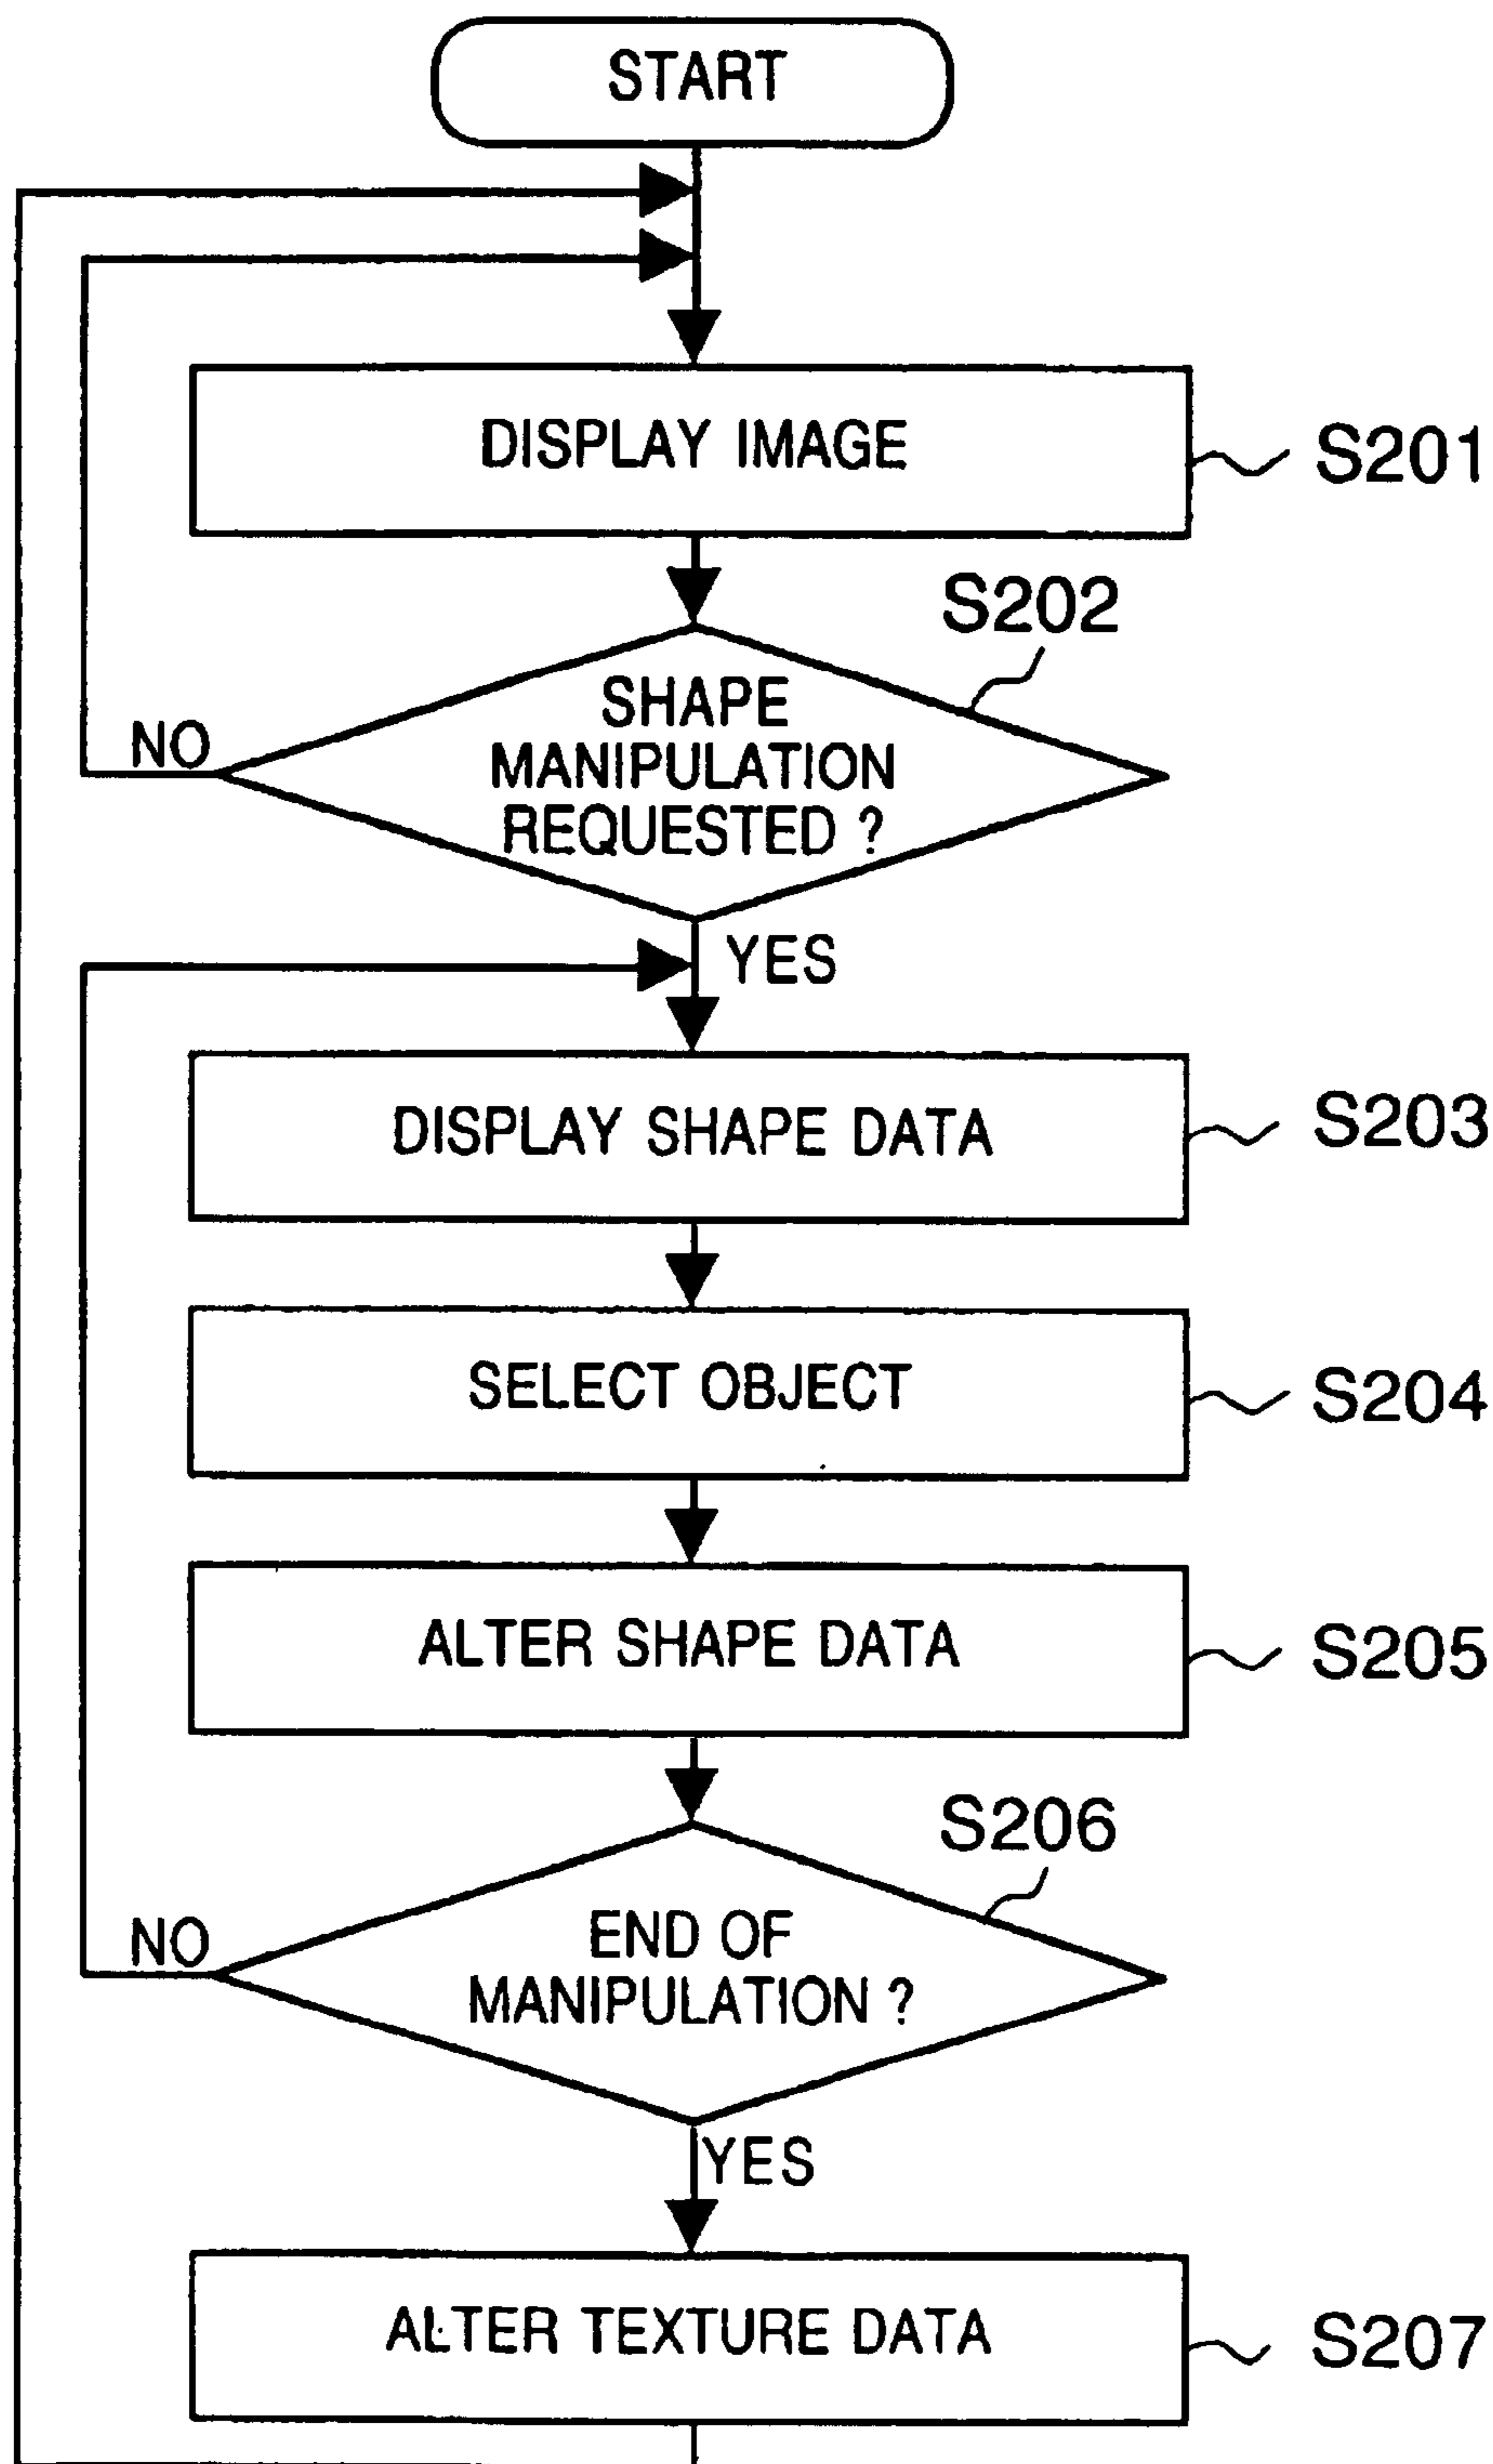 START
DISPLAY IMAGE
S201
S202
SHAPE
MANIPULATION
REQUESTED ?
NO
YES
DISPLAY SHAPE DATA
S203
SELECT OBJECT
S204
ALTER SHAPE DATA
S205
S206
END OF
MANIPULATION ?
NO
YES
ALTER TEXTURE DATA
S207